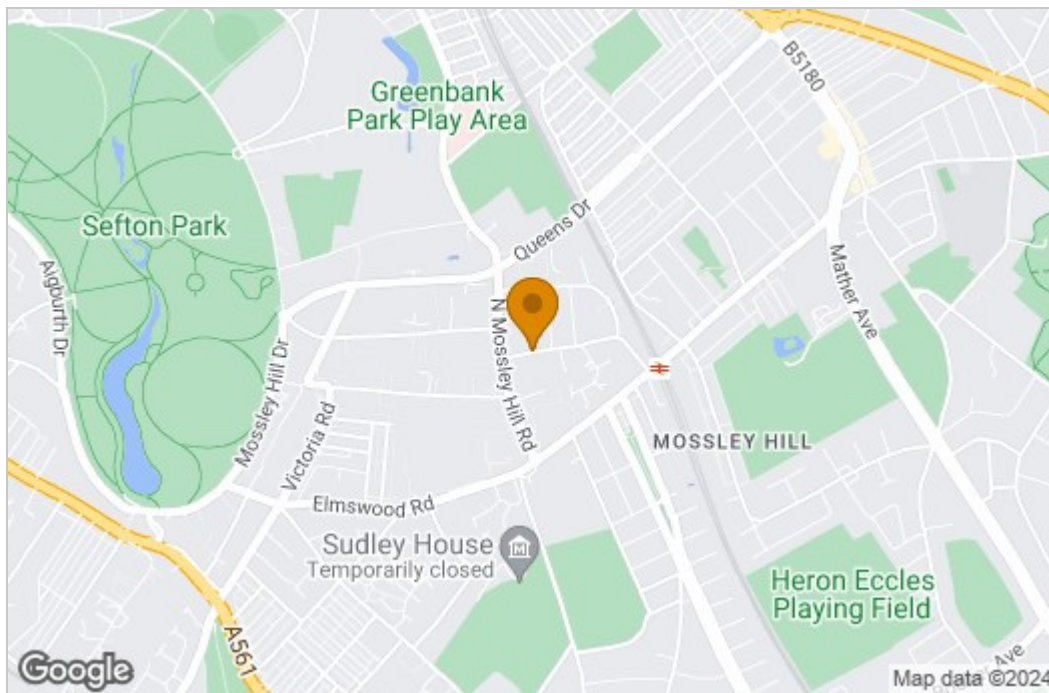 B5180
Greenbank
Park Play Area
Sefton Park
Queens Dr
Aigburth Dr
Mather Ave
N Mossley Hill Rd
Mossley Hill Dr
Victoria Rd
MOSSLEY HILL
Elmswood Rd
Sudley House
Temporarily closed
Heron Eccles
Playing Field
A561
Mather Ave
Google
Map data ©2024